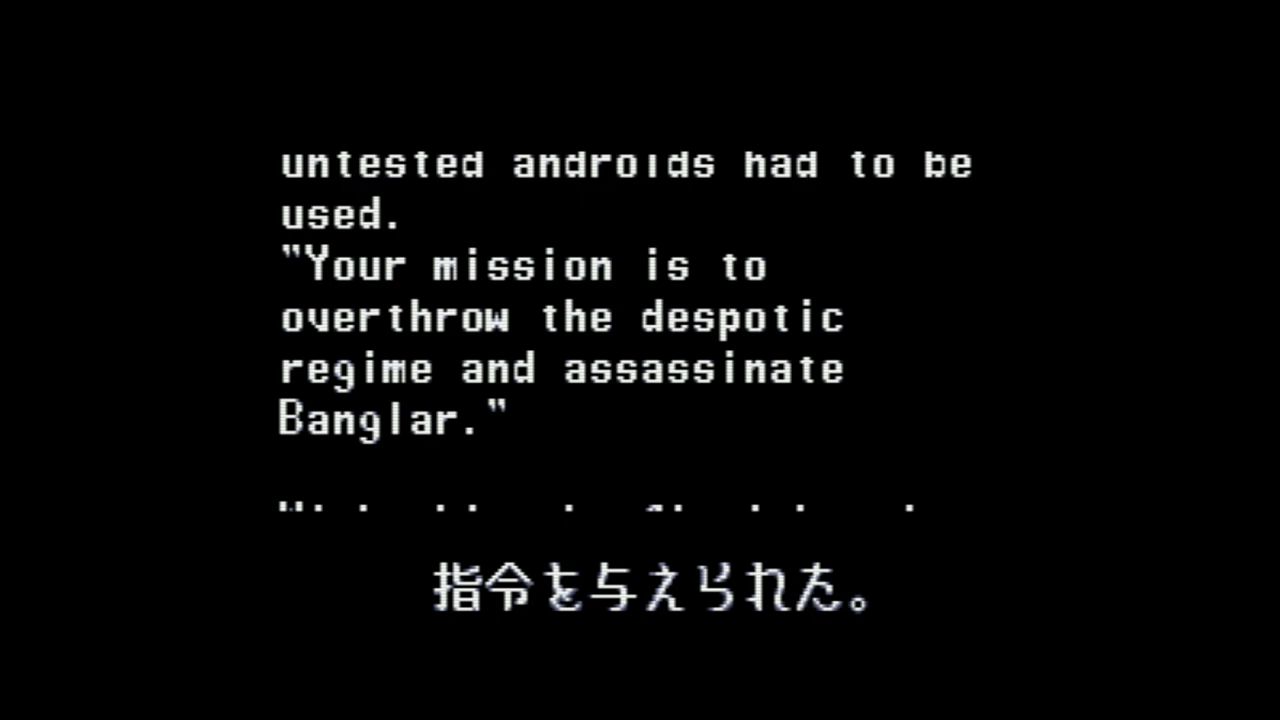 untested androids had to be
used.
"Your mission is to
overthrow the despotic
regime and assassinate
Banglar."
指令を与えられた。